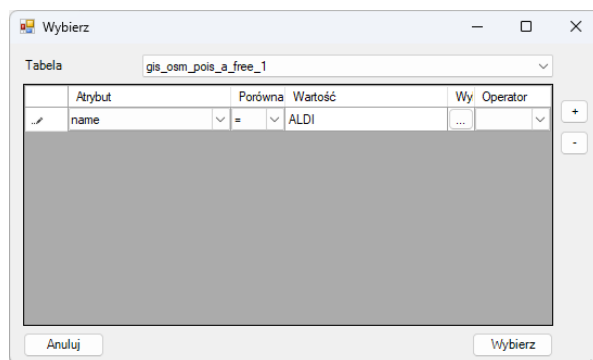 Wybierz
Tabela gis_osm_pois_a_free_1
Atrybut Porówna Wartość Wy Operator
name = ALDI ...
+
-
Anuluj Wybierz